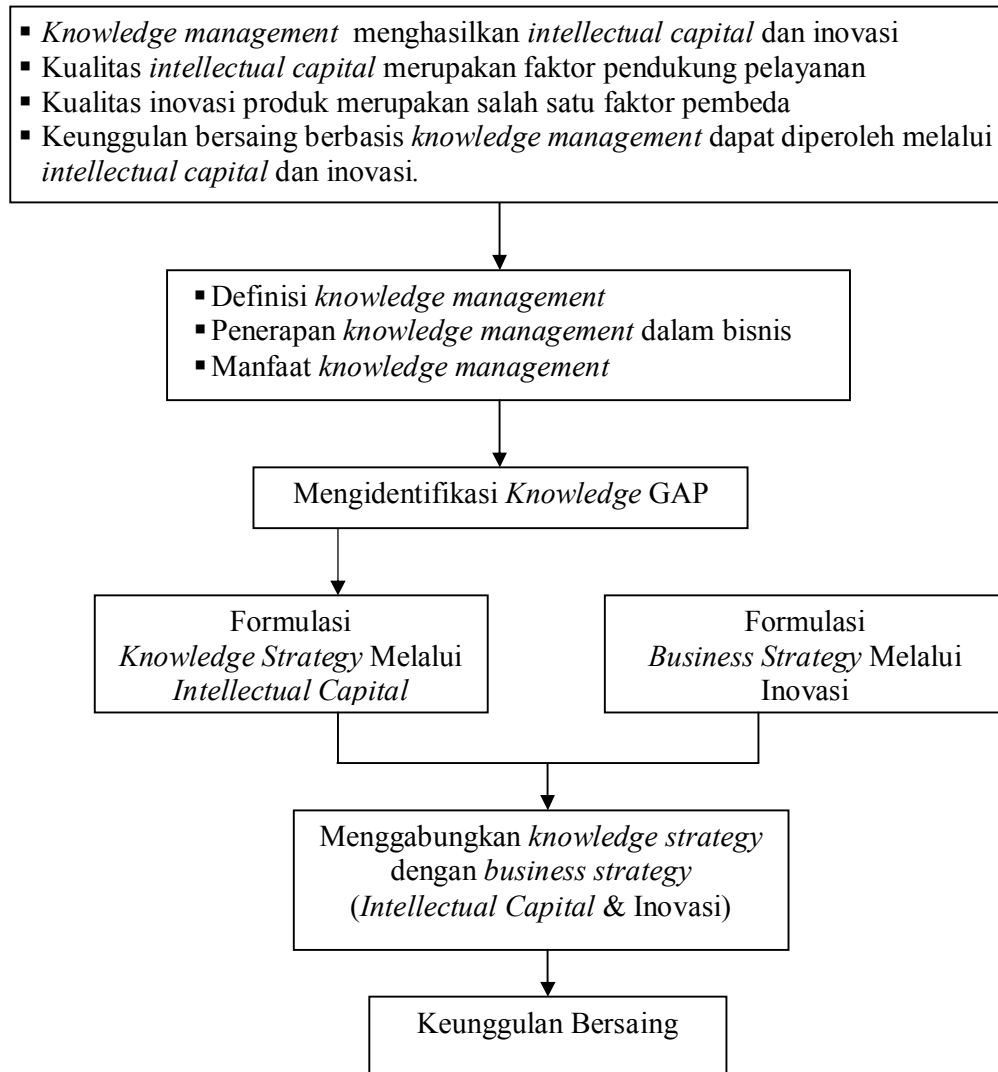 ▪ Knowledge management menghasilkan intellectual capital dan inovasi
▪ Kualitas intellectual capital merupakan faktor pendukung pelayanan
▪ Kualitas inovasi produk merupakan salah satu faktor pembeda
▪ Keunggulan bersaing berbasis knowledge management dapat diperoleh melalui
intellectual capital dan inovasi.
▪ Definisi knowledge management
▪ Penerapan knowledge management dalam bisnis
▪ Manfaat knowledge management
Mengidentifikasi Knowledge GAP
Formulasi
Knowledge Strategy Melalui
Intellectual Capital
Formulasi
Business Strategy Melalui
Inovasi
Menggabungkan knowledge strategy
dengan business strategy
(Intellectual Capital & Inovasi)
Keunggulan Bersaing